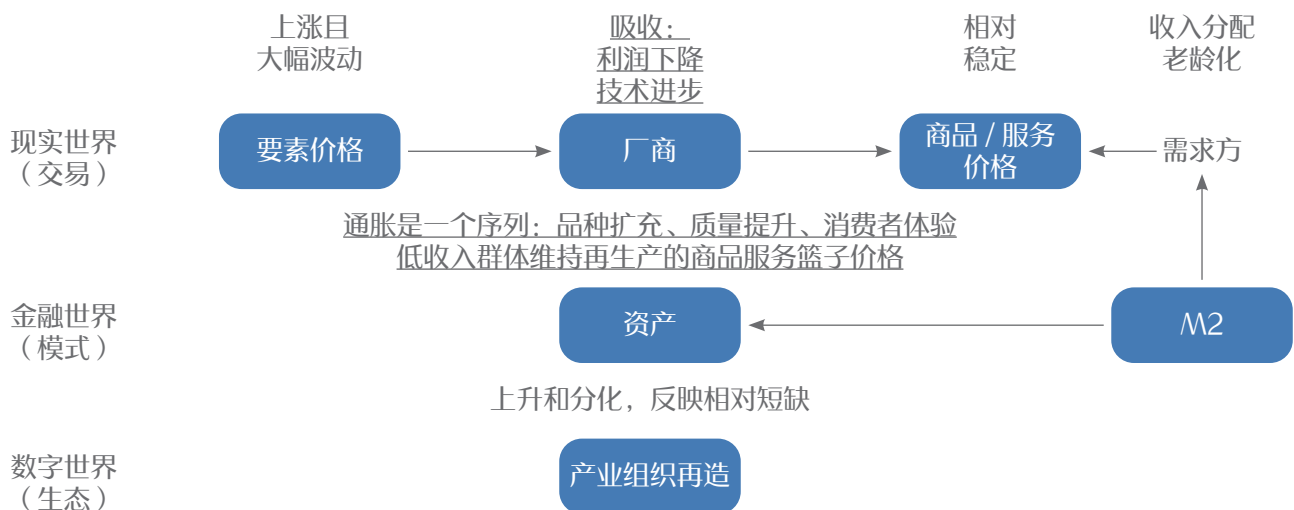 上涨且
大幅波动
吸收：
利润下降
技术进步
相对
稳定
收入分配
老龄化
现实世界
（交易）
要素价格
厂商
商品 / 服务
价格
需求方
通胀是一个序列：品种扩充、质量提升、消费者体验
低收入群体维持再生产的商品服务篮子价格
金融世界
（模式）
资产
M2
上升和分化，反映相对短缺
数字世界
（生态）
产业组织再造